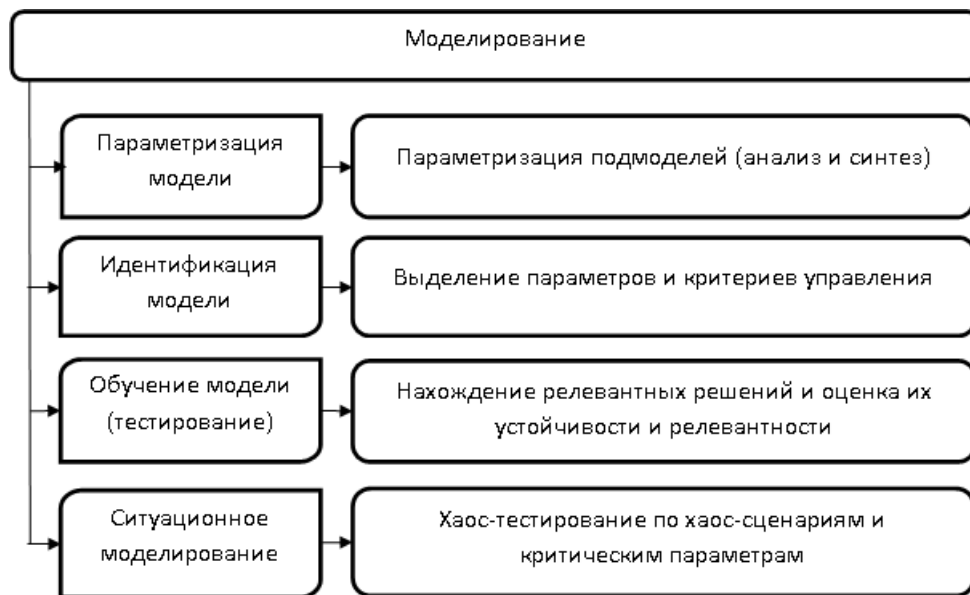 Моделирование
Параметризация
модели
Параметризация подмоделей (анализ и синтез)
Идентификация
модели
Выделение параметров и критериев управления
Обучение модели
(тестирование)
Нахождение релевантных решений и оценка их
устойчивости и релевантности
Ситуационное
моделирование
Хаос-тестирование по хаос-сценариям и
критическим параметрам